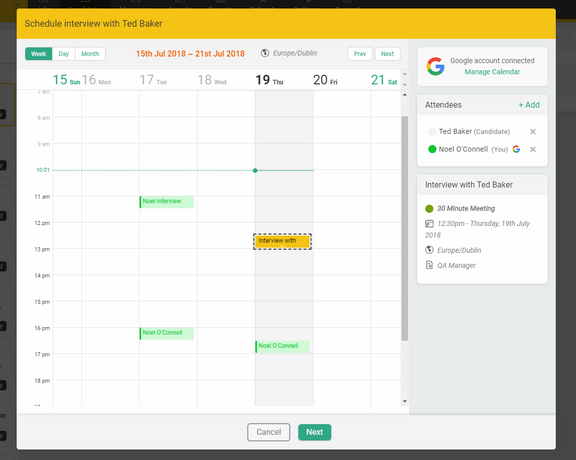 Schedule interview with Ted Baker
Week Day Month 15th Jul 2018 ~ 21st Jul 2018 Europe/Dublin Prev Next
15 Sun 16 Mon 17 Tue 18 Wed 19 Thu 20 Fri 21 Sat
7 am
8 am
9 am
10:01
11 am
Noel Interview
12 pm
Interview with
13 pm
14 pm
15 pm
16 pm
Noel O'Connell
Noel O'Connell
17 pm
18 pm
Google account connected
Manage Calendar
Attendees + Add
Ted Baker (Candidate)
Noel O'Connell (You)
Interview with Ted Baker
30 Minute Meeting
12:30pm - Thursday, 19th July
2018
Europe/Dublin
QA Manager
Cancel Next